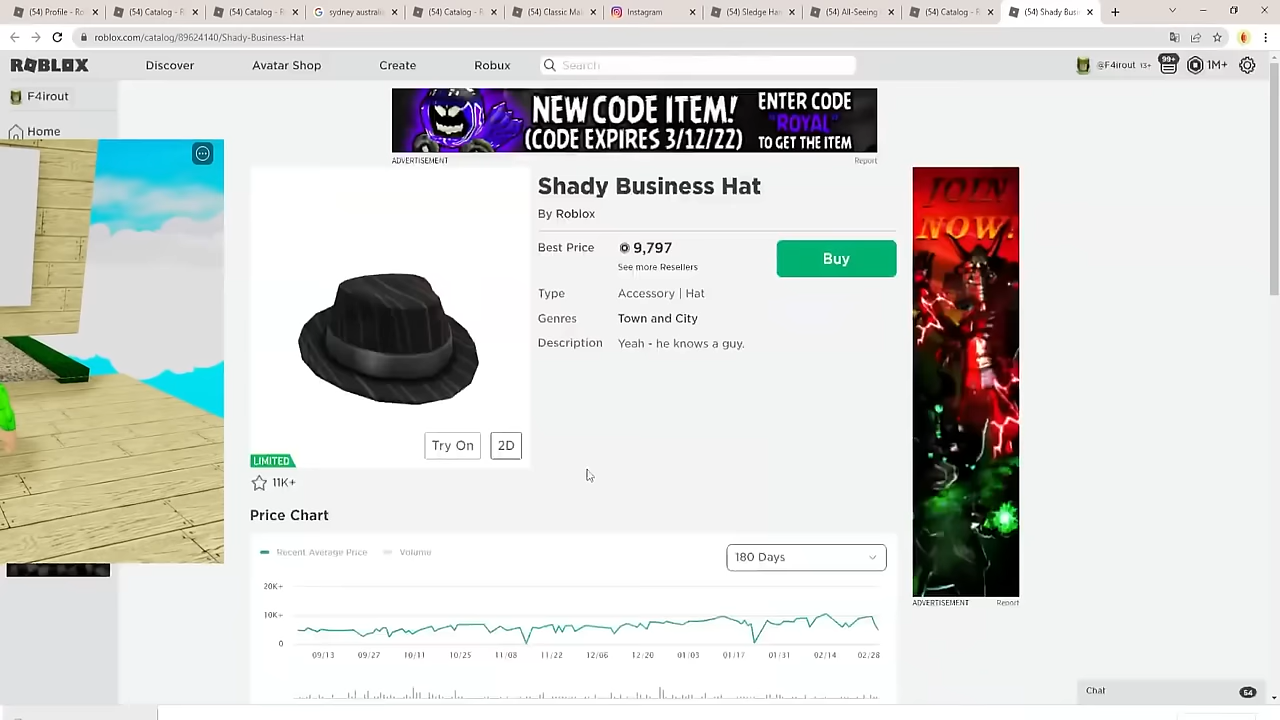 (54) Profile - Ro
(54) Catalog - R
(54) Catalog - R
sydney austral
(54) Catalog - R
(54) Classic Ma
Instagram
(54) Sledge Ha
(54) All-Seeing
(54) Catalog - R
(54) Shady Busi
roblox.com/catalog/89624140/Shady-Business-Hat
ROBLOX
Discover
Avatar Shop
Create
Robux
Search
@F4irout 13+
99+
1M+
F4irout
Home
NEW CODE ITEM!
(CODE EXPIRES 3/12/22)
ENTER CODE
"ROYAL"
TO GET THE ITEM
ADVERTISEMENT
Report
Shady Business Hat
By Roblox
Best Price
9,797
See more Resellers
Buy
Type
Accessory | Hat
Genres
Town and City
Description
Yeah - he knows a guy.
Try On
2D
LIMITED
11K+
JOIN
NOW!
ADVERTISEMENT
Report
Price Chart
Recent Average Price
Volume
180 Days
20K+
10K+
0
09/13 09/27 10/11 10/25 11/08 11/22 12/06 12/20 01/03 01/17 01/31 02/14 02/28
Chat
54